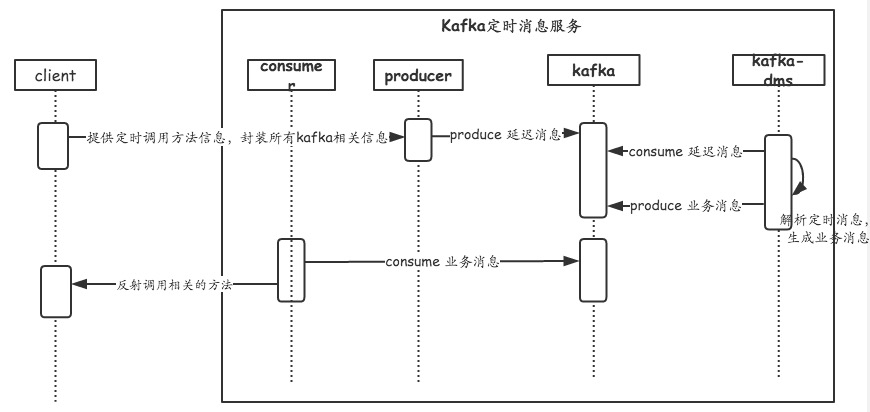 Kafka定时消息服务
client
consume
r
producer
kafka
kafka-
dms
提供定时调用方法信息，封装所有kafka相关信息
produce 延迟消息
consume 延迟消息
produce 业务消息
解析定时消息，
生成业务消息
consume 业务消息
反射调用相关的方法